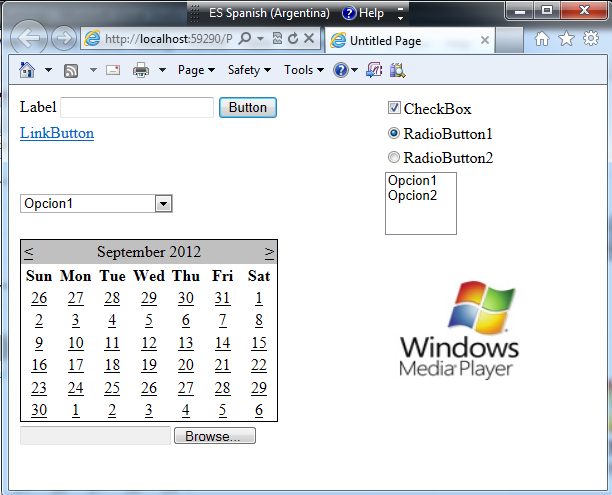 ES Spanish (Argentina) Help
http://localhost:59290/P
Untitled Page
Page Safety Tools
Label Button
LinkButton
CheckBox
RadioButton1
RadioButton2
Opcion1
Opcion2
Opcion1
< September 2012 >
Sun Mon Tue Wed Thu Fri Sat
26 27 28 29 30 31 1
2 3 4 5 6 7 8
9 10 11 12 13 14 15
16 17 18 19 20 21 22
23 24 25 26 27 28 29
30 1 2 3 4 5 6
Browse...
Windows
Media Player